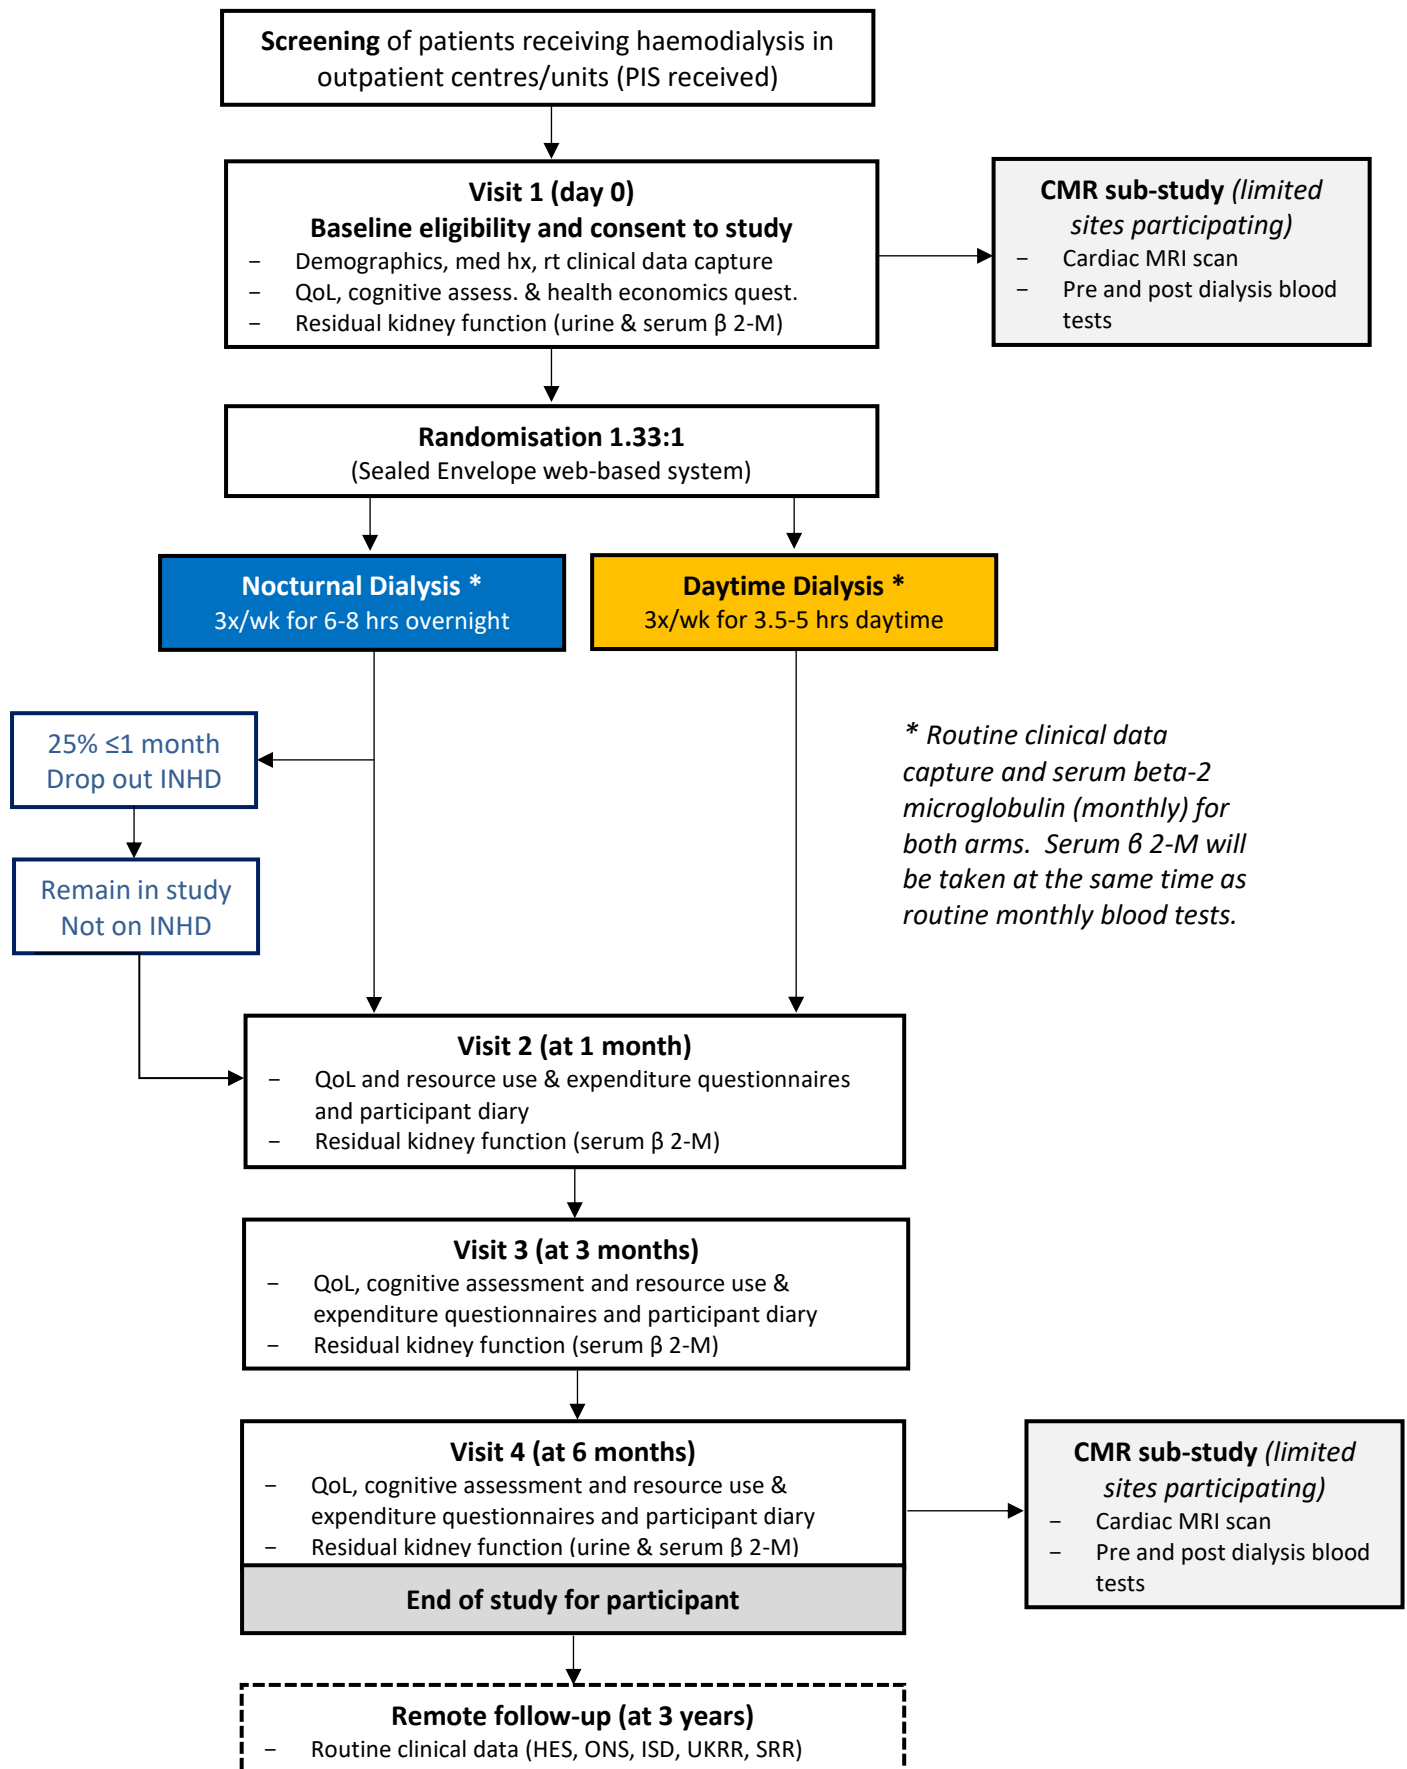 Screening of patients receiving haemodialysis in
outpatient centres/units (PIS received)
Visit 1 (day 0)
Baseline eligibility and consent to study
− Demographics, med hx, rt clinical data capture
− QoL, cognitive assess. & health economics quest.
− Residual kidney function (urine & serum β 2-M)
CMR sub-study (limited
sites participating)
− Cardiac MRI scan
− Pre and post dialysis blood
tests
Randomisation 1.33:1
(Sealed Envelope web-based system)
Nocturnal Dialysis *
3x/wk for 6-8 hrs overnight
Daytime Dialysis *
3x/wk for 3.5-5 hrs daytime
25% ≤1 month
Drop out INHD
Remain in study
Not on INHD
* Routine clinical data
capture and serum beta-2
microglobulin (monthly) for
both arms. Serum β 2-M will
be taken at the same time as
routine monthly blood tests.
Visit 2 (at 1 month)
− QoL and resource use & expenditure questionnaires
and participant diary
− Residual kidney function (serum β 2-M)
Visit 3 (at 3 months)
− QoL, cognitive assessment and resource use &
expenditure questionnaires and participant diary
− Residual kidney function (serum β 2-M)
Visit 4 (at 6 months)
− QoL, cognitive assessment and resource use &
expenditure questionnaires and participant diary
− Residual kidney function (urine & serum β 2-M)
End of study for participant
CMR sub-study (limited
sites participating)
− Cardiac MRI scan
− Pre and post dialysis blood
tests
Remote follow-up (at 3 years)
− Routine clinical data (HES, ONS, ISD, UKRR, SRR)